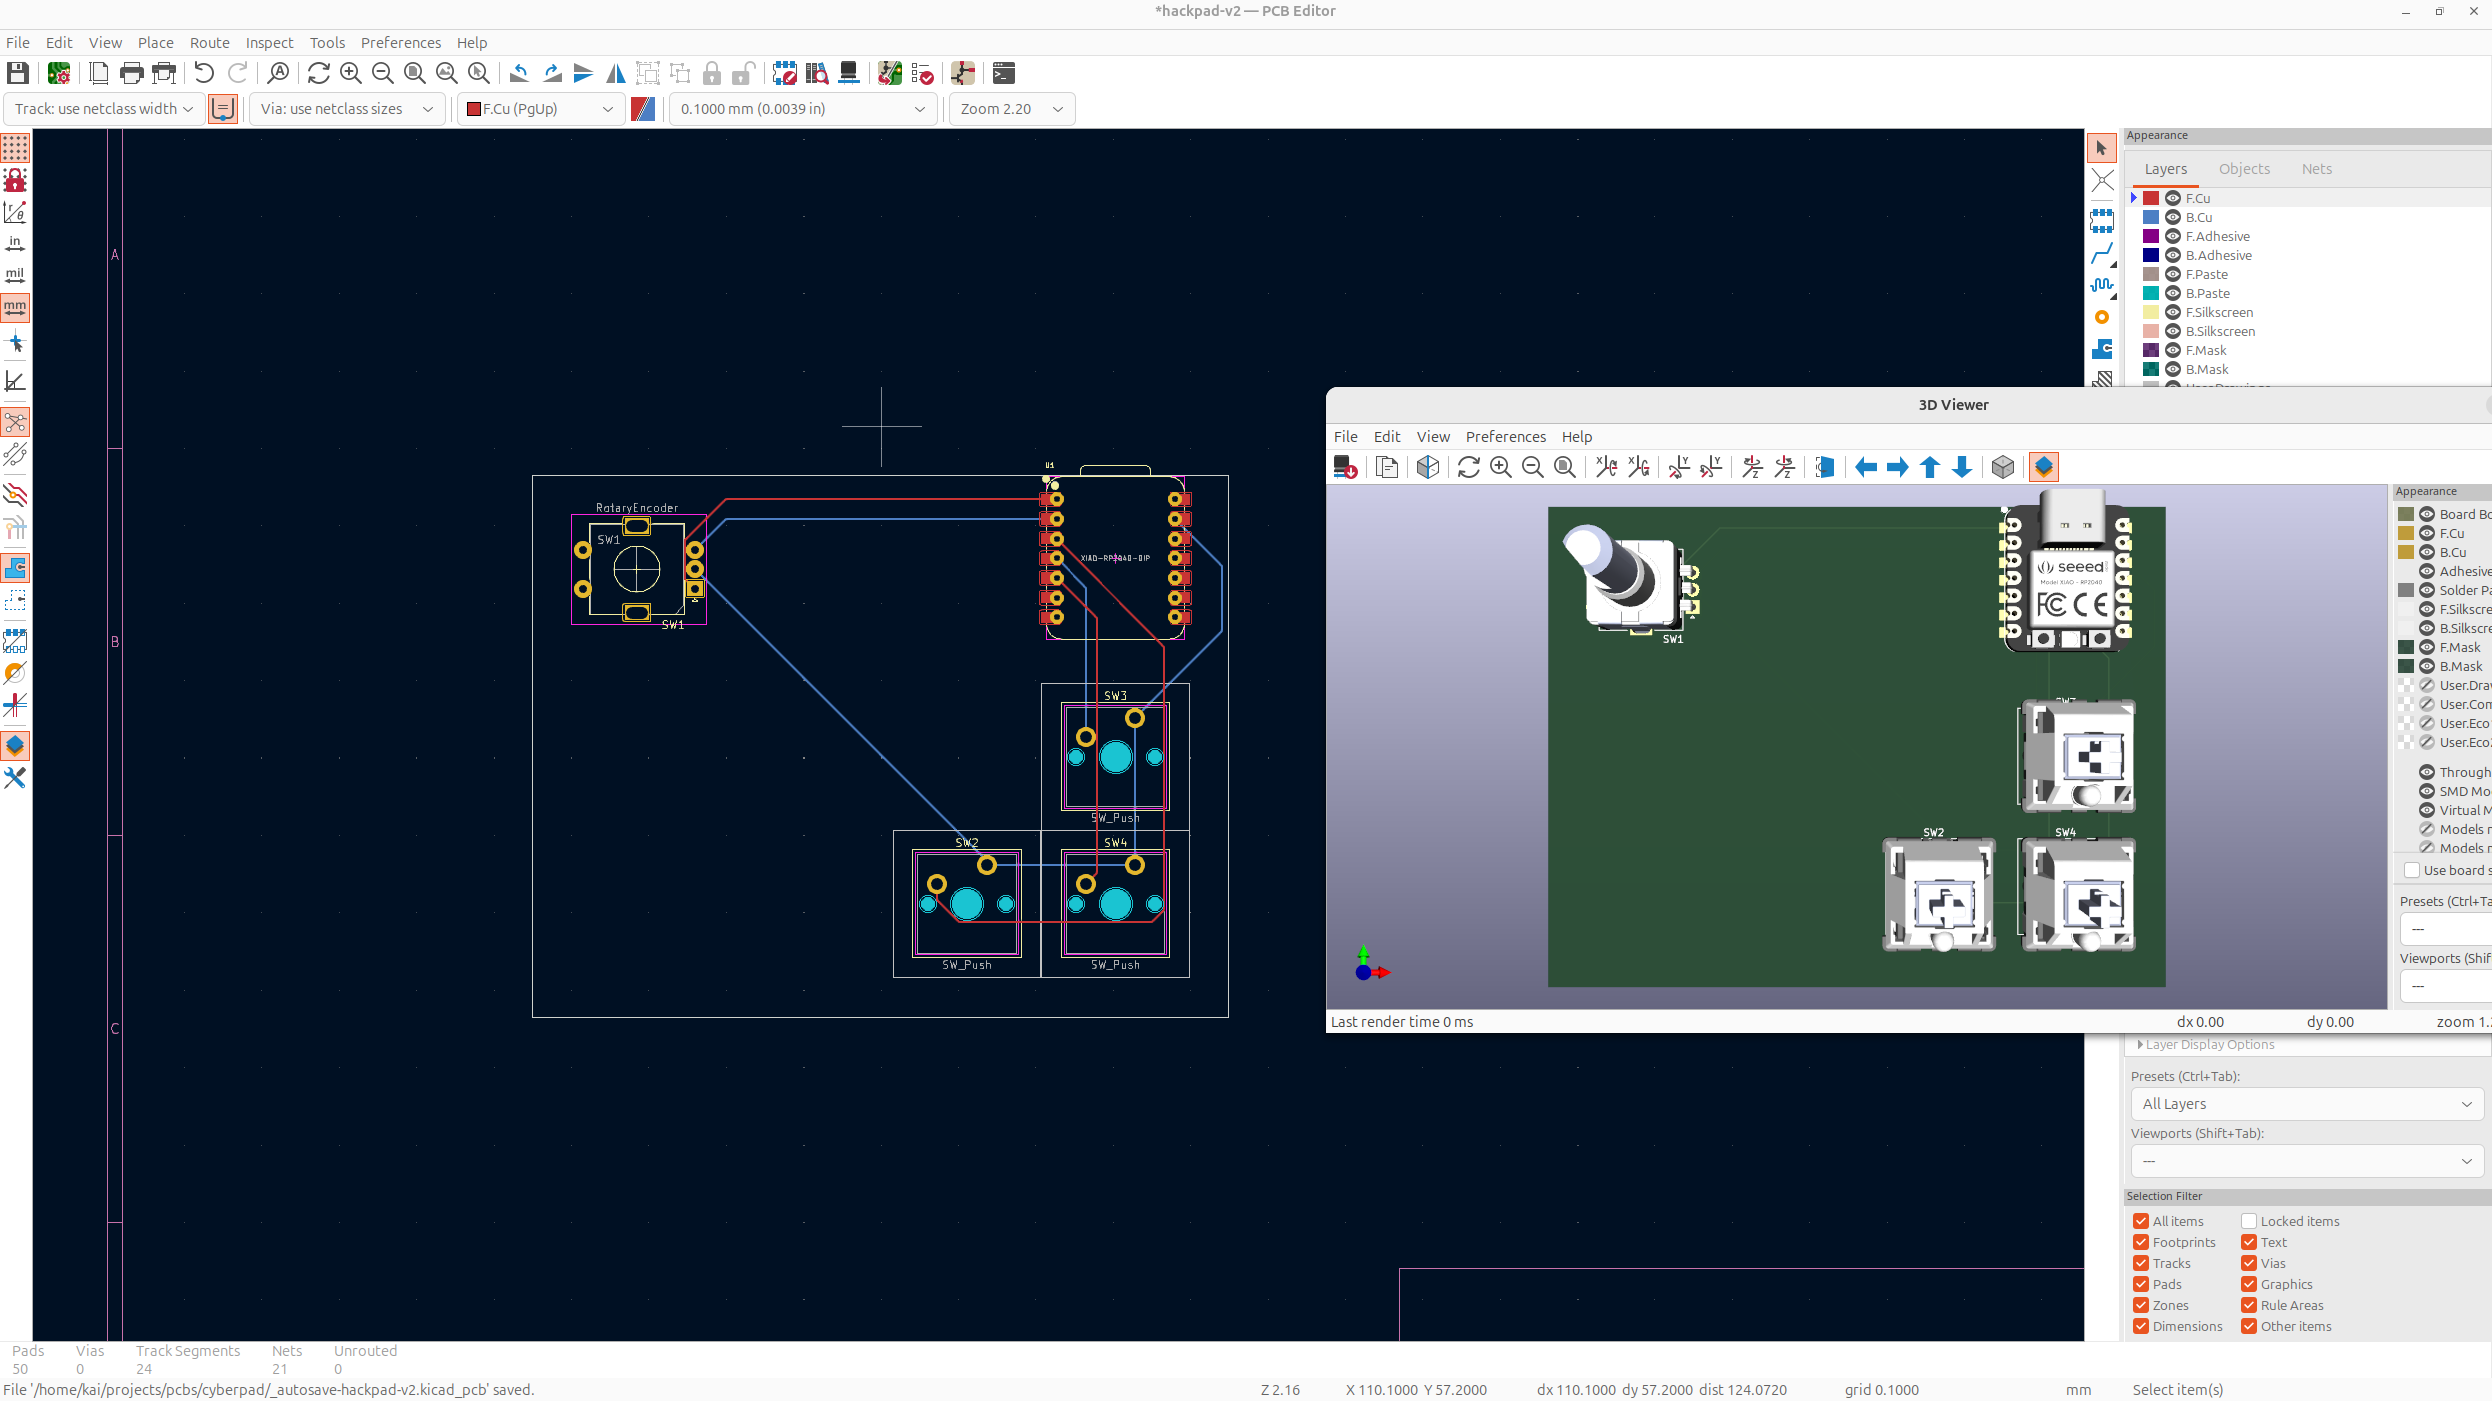 *hackpad-v2 — PCB Editor
File Edit View Place Route Inspect Tools Preferences Help
Track: use netclass width Via: use netclass sizes F.Cu (PgUp) 0.1000 mm (0.0039 in) Zoom 2.20
in
mil
mm
A
B
C
RotaryEncoder
SW1
SW1
U1
XIAO-RP2040-DIP
SW3
SW_Push
SW2
SW_Push
SW4
SW_Push
Appearance
Layers Objects Nets
F.Cu
B.Cu
F.Adhesive
B.Adhesive
F.Paste
B.Paste
F.Silkscreen
B.Silkscreen
F.Mask
B.Mask
3D Viewer
File Edit View Preferences Help
SW1
seeed
Model XIAO - RP2040
FC CE
SW2
SW4
Appearance
Board Bo
F.Cu
B.Cu
Adhesive
Solder Pa
F.Silkscre
B.Silkscre
F.Mask
B.Mask
User.Dra
User.Com
User.Eco
User.Eco
Through
SMD Mo
Virtual M
Models r
Models r
Use board s
Presets (Ctrl+Ta
---
Viewports (Shif
---
Last render time 0 ms dx 0.00 dy 0.00 zoom 1.
Layer Display Options
Presets (Ctrl+Tab):
All Layers
Viewports (Shift+Tab):
---
Selection Filter
All items Locked items
Footprints Text
Tracks Vias
Pads Graphics
Zones Rule Areas
Dimensions Other items
Pads Vias Track Segments Nets Unrouted
50 0 24 21 0
File '/home/kai/projects/pcbs/cyberpad/_autosave-hackpad-v2.kicad_pcb' saved. Z 2.16 X 110.1000 Y 57.2000 dx 110.1000 dy 57.2000 dist 124.0720 grid 0.1000 mm Select item(s)